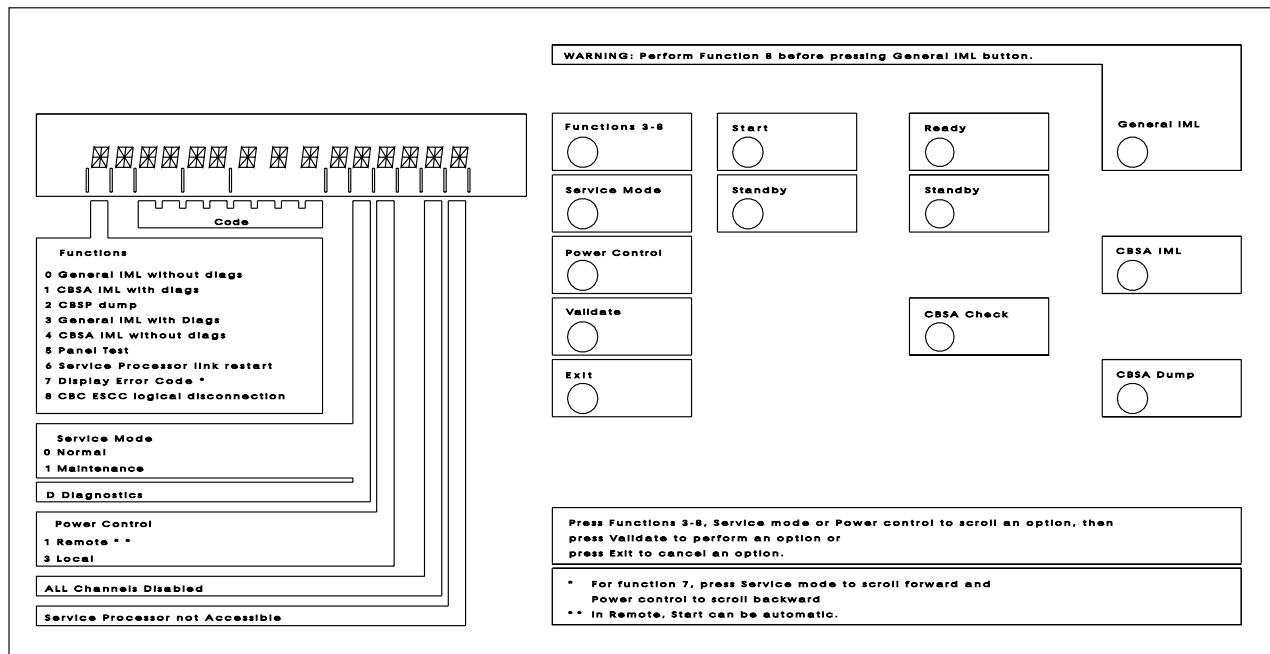 WARNING: Perform Function 8 before pressing General IML button.
Functions 3-8
Start
Ready
General IML
Service Mode
Standby
Standby
Code
Functions
0 General IML without diags
1 CBSA IML with diags
2 CBSP dump
3 General IML with Diags
4 CBSA IML without diags
5 Panel Test
6 Service Processor link restart
7 Display Error Code *
8 CBC ESCC logical disconnection
Power Control
CBSA IML
Validate
CBSA Check
Exit
CBSA Dump
Service Mode
0 Normal
1 Maintenance
D Diagnostics
Power Control
1 Remote * *
3 Local
ALL Channels Disabled
Service Processor not Accessible
Press Functions 3-8, Service mode or Power control to scroll an option, then
press Validate to perform an option or
press Exit to cancel an option.
* For function 7, press Service mode to scroll forward and
Power control to scroll backward
* * In Remote, Start can be automatic.